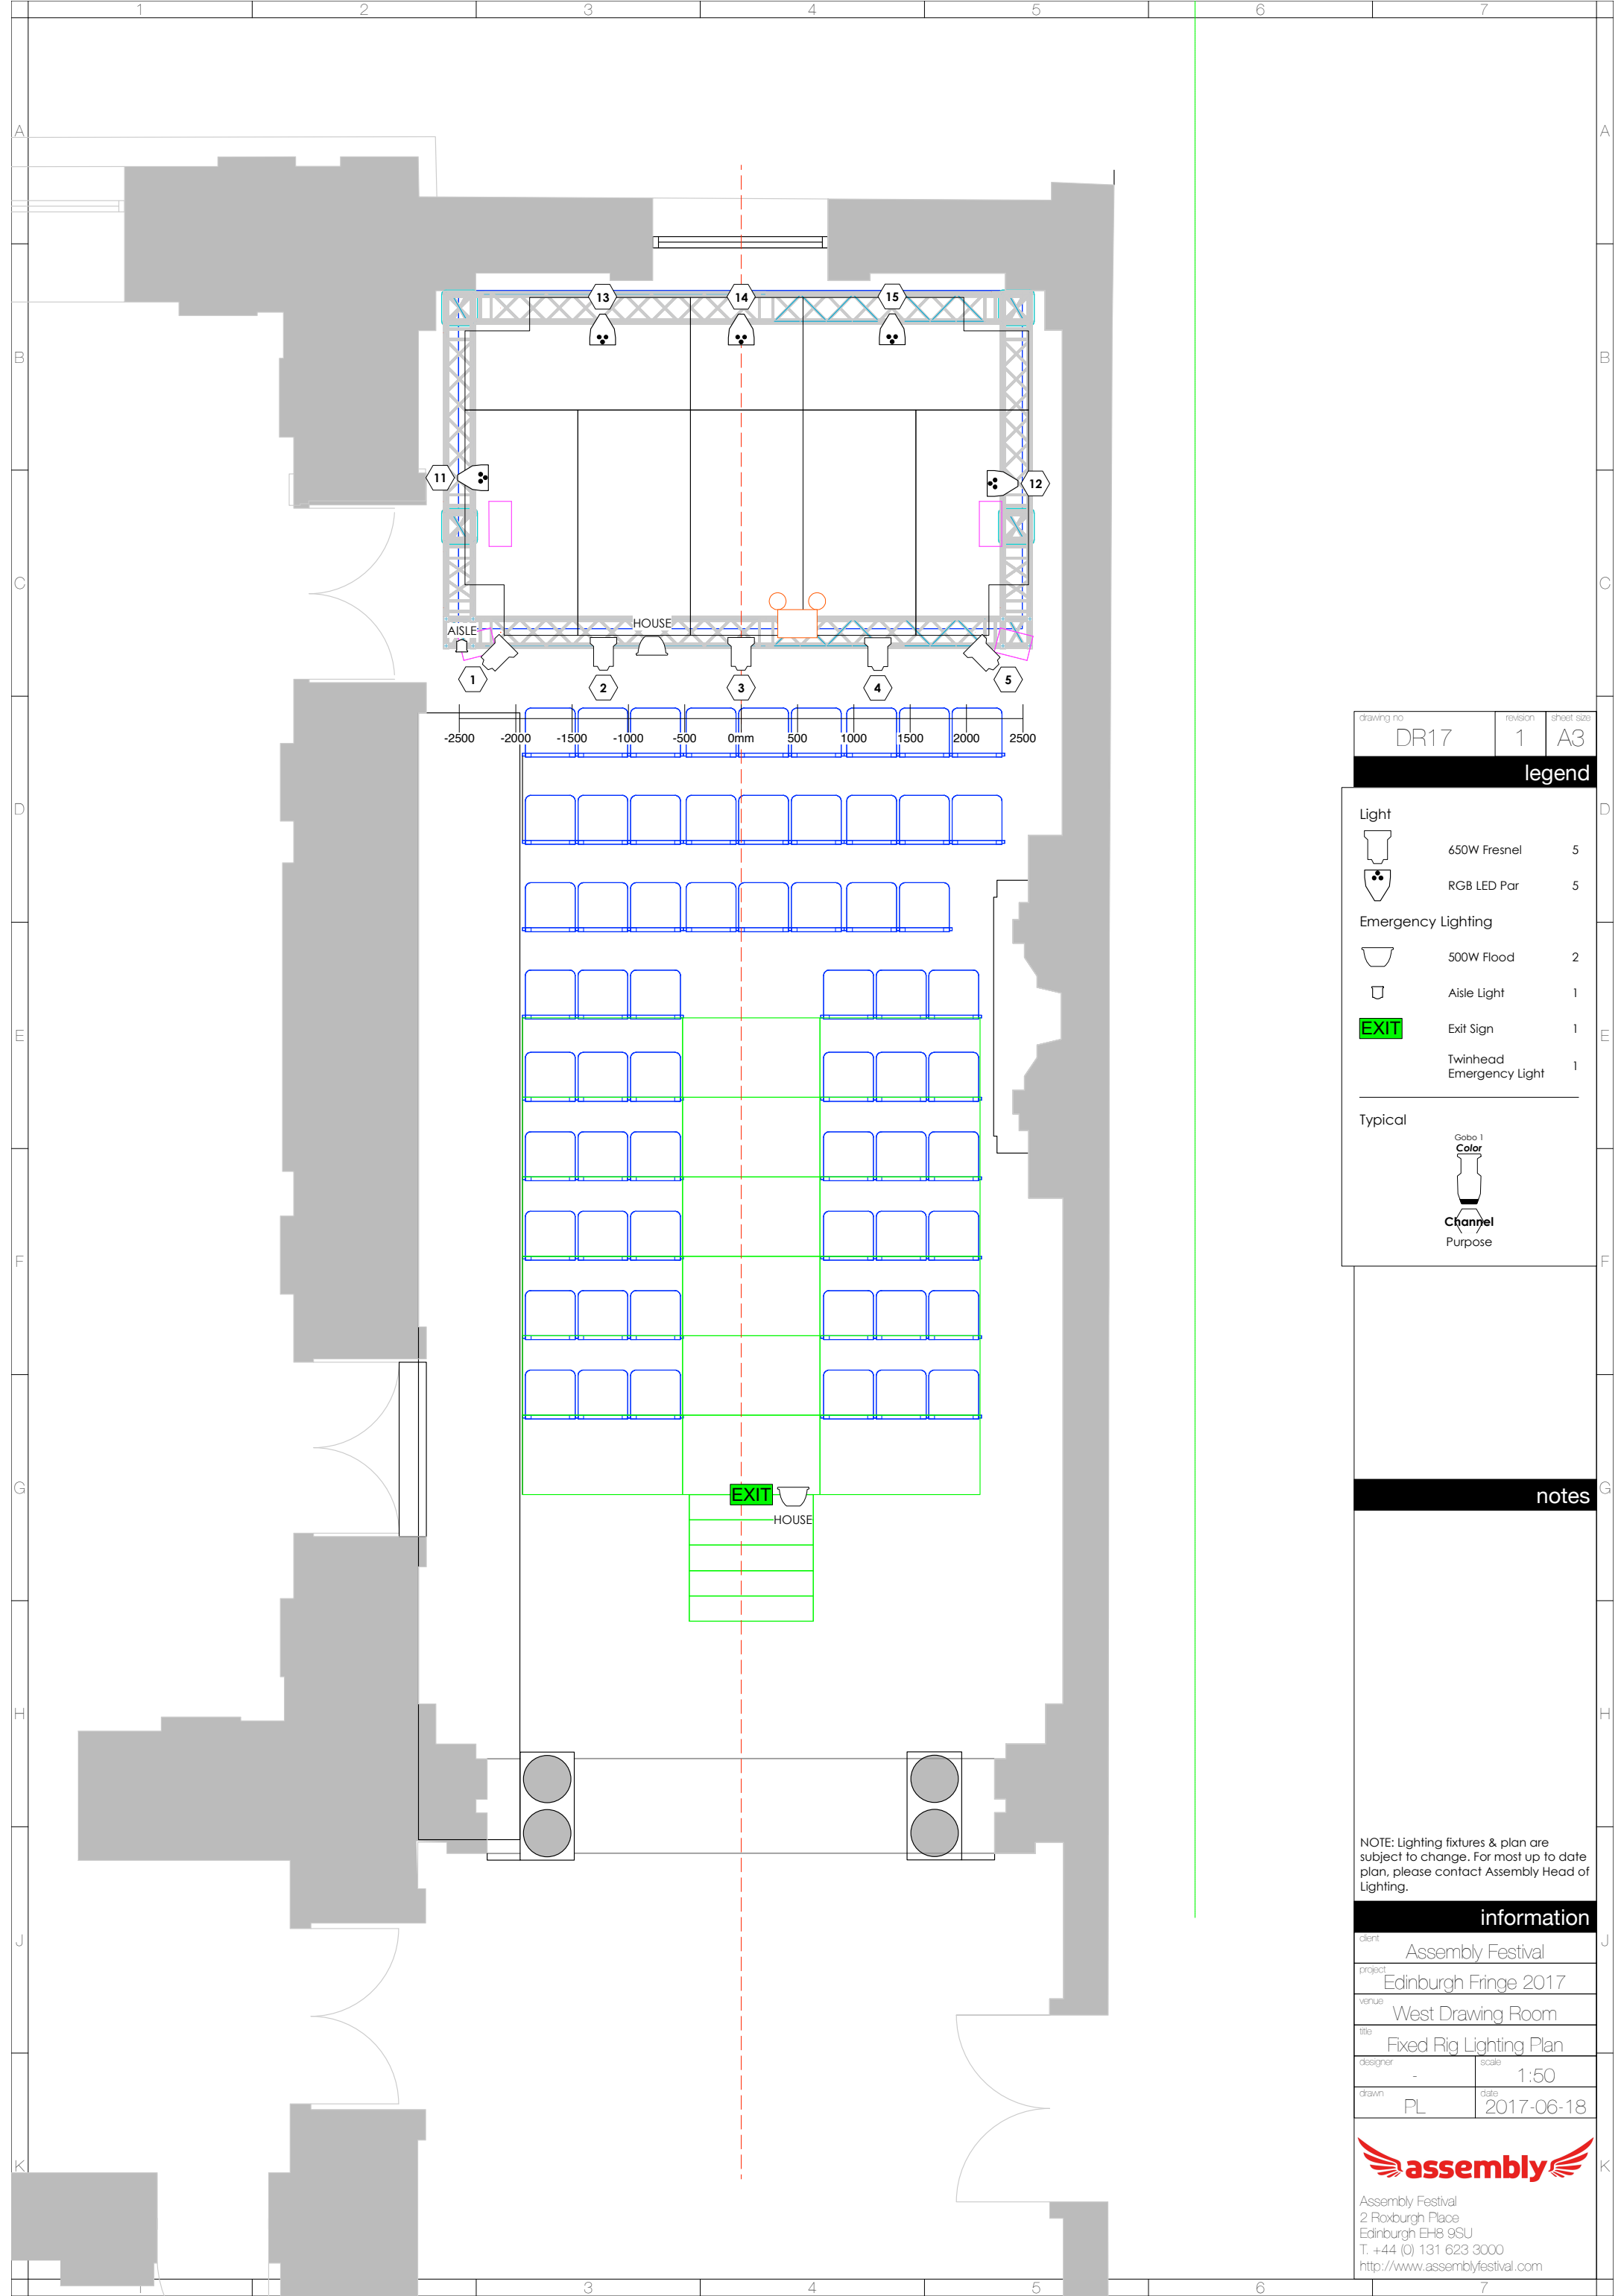 1 2 3 4 5 6 7
A A
13 14 15
B B
11 12
C C
HOUSE
AISLE
1 2 3 4 5
-2500 -2000 -1500 -1000 -500 0mm 500 1000 1500 2000 2500
drawing no revision sheet size
DR17 1 A3
legend
D D
Light
650W Fresnel 5
RGB LED Par 5
Emergency Lighting
500W Flood 2
Aisle Light 1
EXIT Exit Sign 1
E E
Twinhead
Emergency Light 1
Typical
Gobo 1
Color
Channel
Purpose
F F
G G
EXIT
HOUSE
notes
H H
NOTE: Lighting fixtures & plan are
subject to change. For most up to date
plan, please contact Assembly Head of
Lighting.
information
J J
client
Assembly Festival
project
Edinburgh Fringe 2017
venue
West Drawing Room
title
Fixed Rig Lighting Plan
designer scale
- 1:50
drawn date
PL 2017-06-18
K K
assembly
Assembly Festival
2 Roxburgh Place
Edinburgh EH8 9SU
T. +44 (0) 131 623 3000
http://www.assemblyfestival.com
1 3 4 5 6 7